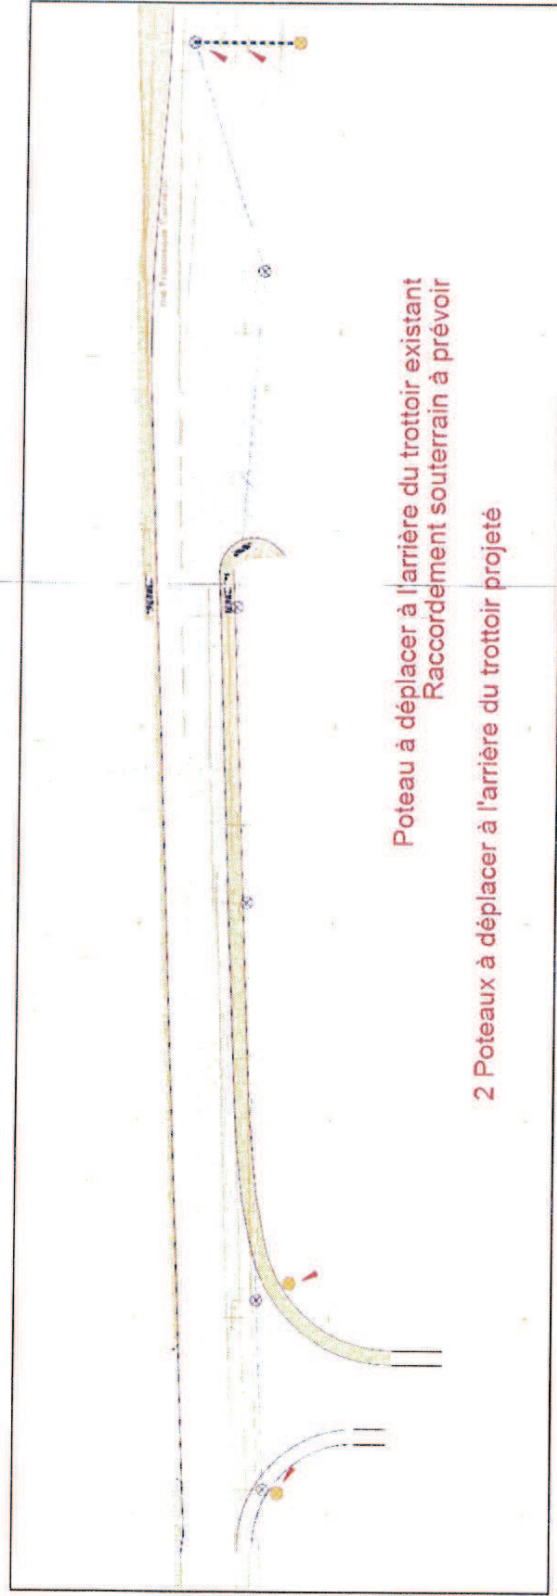 Poteau à déplacer à l'arrière du trottoir existant
Raccordement souterrain à prévoir
2 Poteaux à déplacer à l'arrière du trottoir projeté